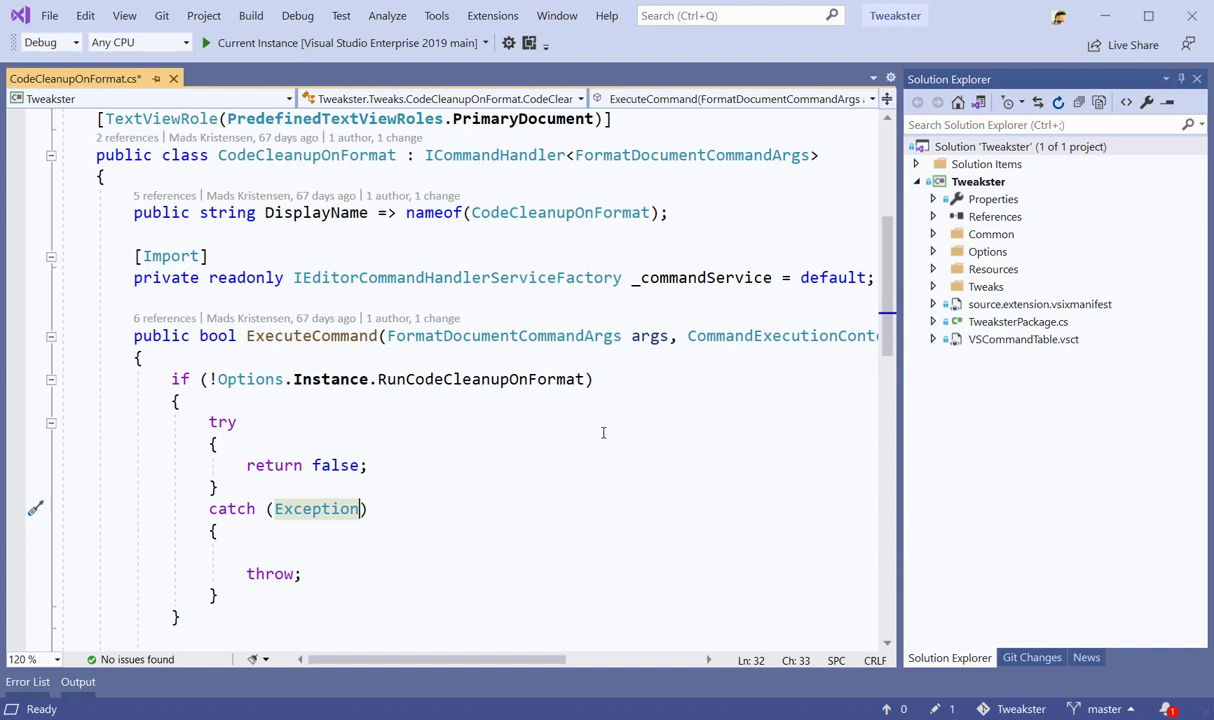 File Edit View Git Project Build Debug Test Analyze Tools Extensions Window Help Search (Ctrl+Q) Tweakster
Debug Any CPU Current Instance [Visual Studio Enterprise 2019 main] Live Share
CodeCleanupOnFormat.cs*
Tweakster Tweakster.Tweaks.CodeCleanupOnFormat.CodeClear ExecuteCommand(FormatDocumentCommandArgs a
[TextViewRole(PredefinedTextViewRoles.PrimaryDocument)]
2 references | Mads Kristensen, 67 days ago | 1 author, 1 change
public class CodeCleanupOnFormat : ICommandHandler<FormatDocumentCommandArgs>
{
5 references | Mads Kristensen, 67 days ago | 1 author, 1 change
public string DisplayName => nameof(CodeCleanupOnFormat);
[Import]
private readonly IEditorCommandHandlerServiceFactory _commandService = default;
6 references | Mads Kristensen, 67 days ago | 1 author, 1 change
public bool ExecuteCommand(FormatDocumentCommandArgs args, CommandExecutionConte
{
if (!Options.Instance.RunCodeCleanupOnFormat)
{
try
{
return false;
}
catch (Exception)
{
throw;
}
}
120 % No issues found Ln: 32 Ch: 33 SPC CRLF
Solution Explorer
Search Solution Explorer (Ctrl+;)
Solution 'Tweakster' (1 of 1 project)
Solution Items
Tweakster
Properties
References
Common
Options
Resources
Tweaks
source.extension.vsixmanifest
TweaksterPackage.cs
VSCommandTable.vsct
Solution Explorer Git Changes News
Error List Output
Ready 0 1 Tweakster master 1